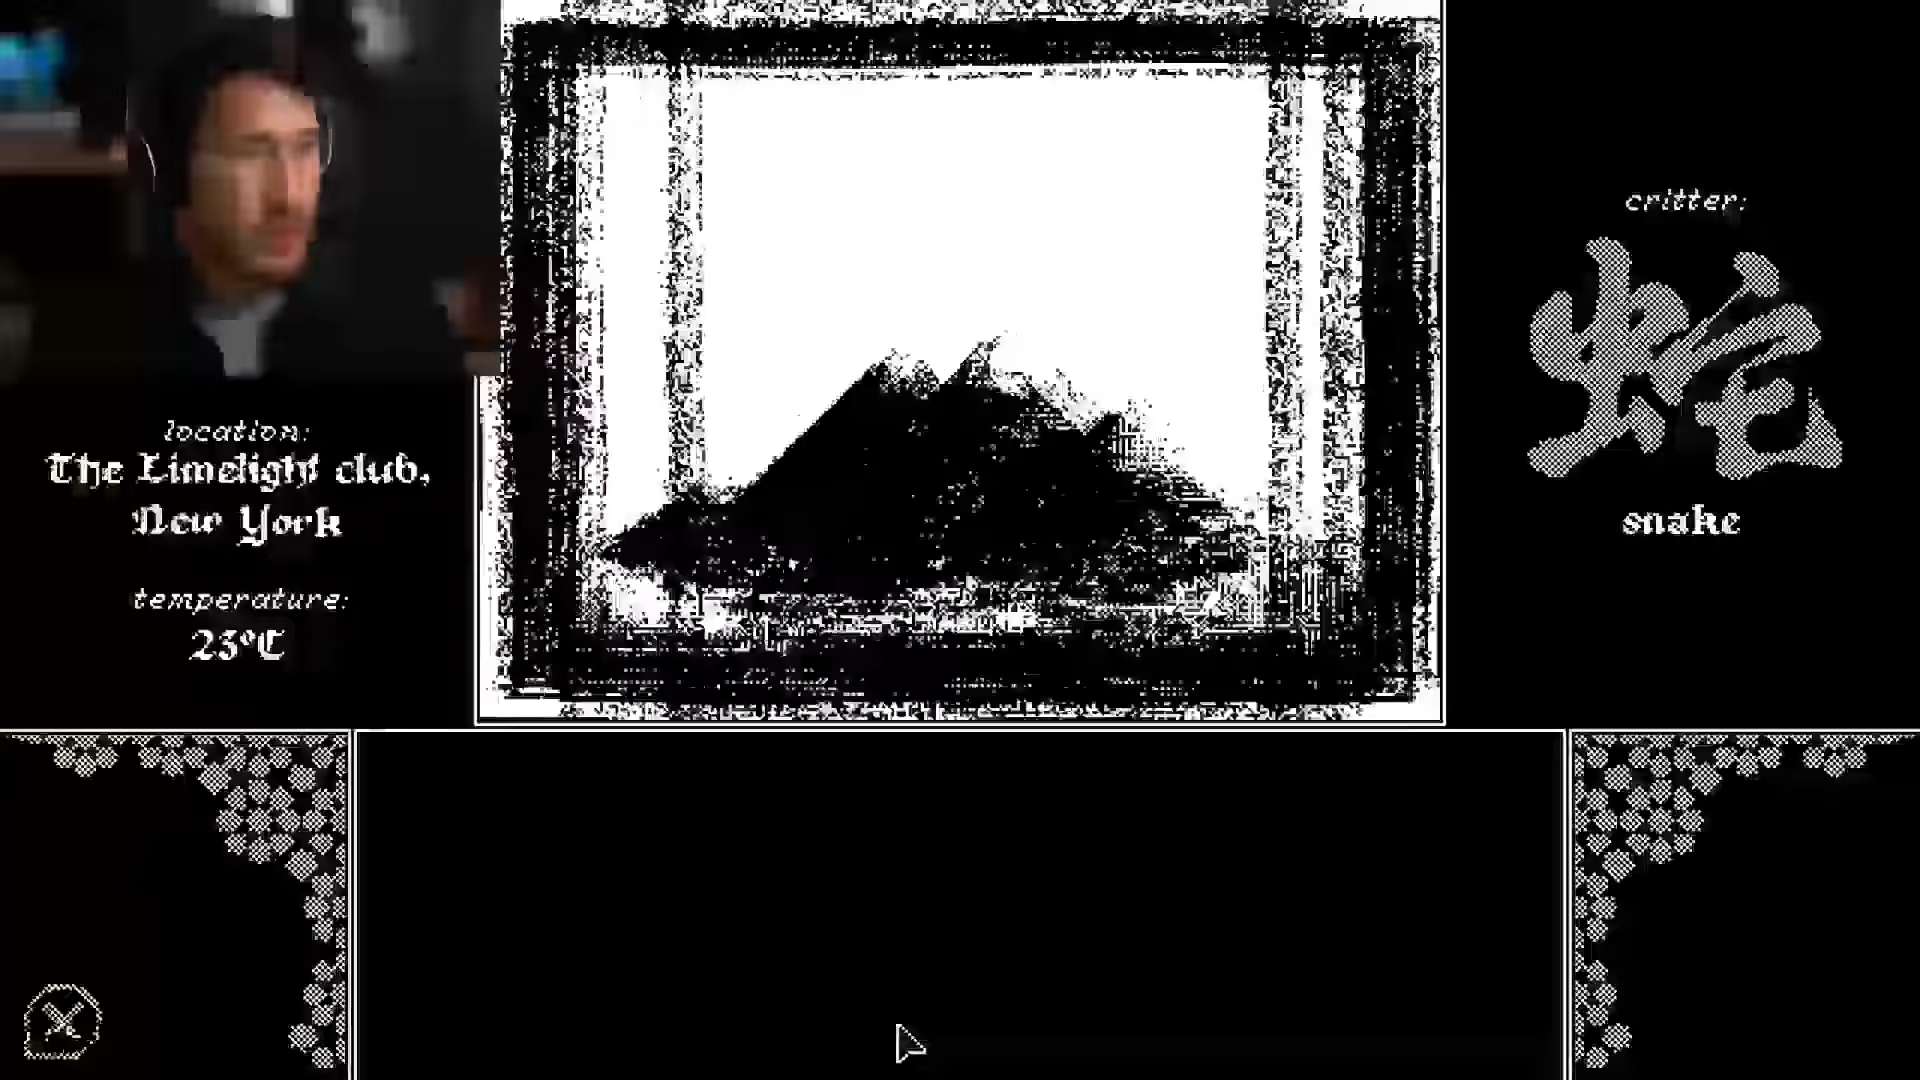 location:
The Limelight club,
New York
temperature:
23°C
critter:
蛇
snake